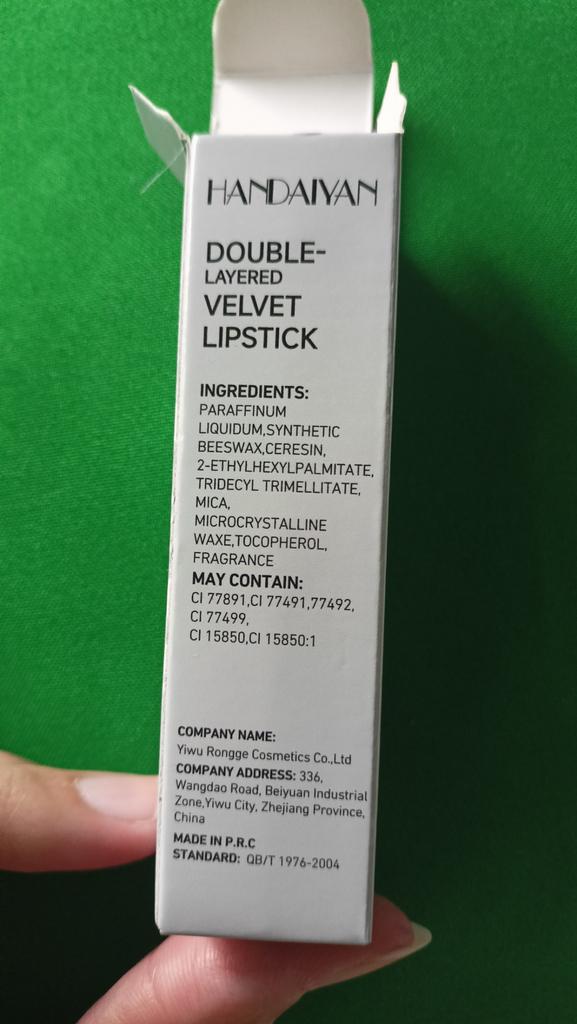 HANDAIYAN
DOUBLE-
LAYERED
VELVET
LIPSTICK
INGREDIENTS:
PARAFFINUM
LIQUIDUM,SYNTHETIC
BEESWAX,CERESIN,
2-ETHYLHEXYLPALMITATE,
TRIDECYL TRIMELLITATE,
MICA,
MICROCRYSTALLINE
WAXE,TOCOPHEROL,
FRAGRANCE
MAY CONTAIN:
CI 77891,CI 77491,77492,
CI 77499,
CI 15850,CI 15850:1
COMPANY NAME:
Yiwu Rongge Cosmetics Co.,Ltd
COMPANY ADDRESS: 336,
Wangdao Road, Beiyuan Industrial
Zone,Yiwu City, Zhejiang Province,
China
MADE IN P.R.C
STANDARD: QB/T 1976-2004